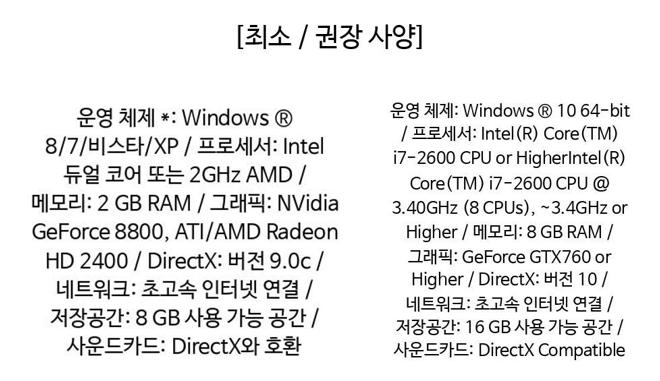 [최소 / 권장 사양]
운영 체제 *: Windows ®
8/7/비스타/XP / 프로세서: Intel
듀얼 코어 또는 2GHz AMD /
메모리: 2 GB RAM / 그래픽: NVidia
GeForce 8800, ATI/AMD Radeon
HD 2400 / DirectX: 버전 9.0c /
네트워크: 초고속 인터넷 연결 /
저장공간: 8 GB 사용 가능 공간 /
사운드카드: DirectX와 호환
운영 체제: Windows ® 10 64-bit
/ 프로세서: Intel(R) Core(TM)
i7-2600 CPU or HigherIntel(R)
Core(TM) i7-2600 CPU @
3.40GHz (8 CPUs), ~3.4GHz or
Higher / 메모리: 8 GB RAM /
그래픽: GeForce GTX760 or
Higher / DirectX: 버전 10 /
네트워크: 초고속 인터넷 연결 /
저장공간: 16 GB 사용 가능 공간 /
사운드카드: DirectX Compatible